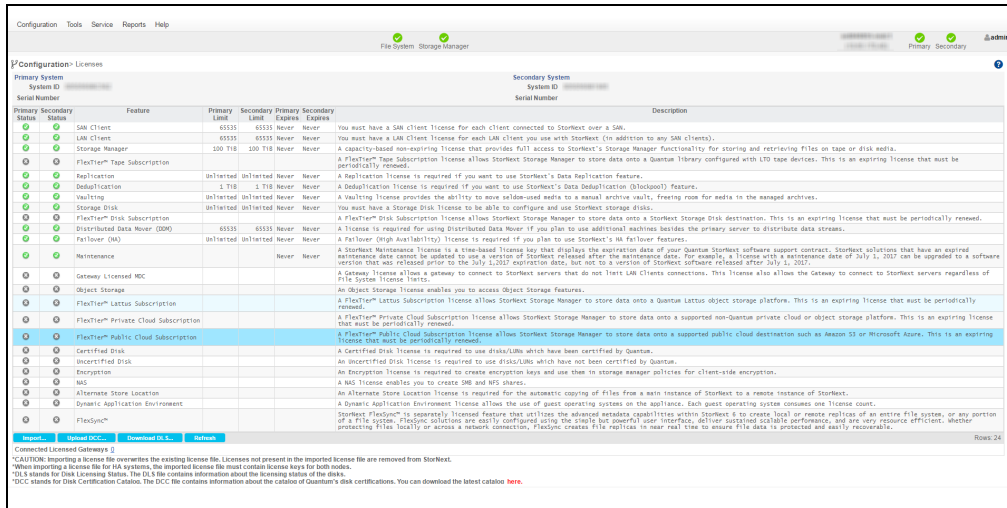 Configuration Tools Service Reports Help
File System Storage Manager Primary Secondary admin
Configuration> Licenses
Primary System Secondary System
System ID System ID
Serial Number Serial Number
Primary Status Secondary Status Feature Primary Limit Secondary Limit Primary Expires Secondary Expires Description
SAN Client 65535 65535 Never Never You must have a SAN Client license for each client connected to StorNext over a SAN.
LAN Client 65535 65535 Never Never You must have a LAN Client license for each LAN client you use with StorNext (in addition to any SAN clients).
Storage Manager 100 TiB 100 TiB Never Never A capacity-based non-expiring license that provides full access to StorNext's Storage Manager functionality for storing and retrieving files on tape or disk media.
FlexTier™ Tape Subscription A FlexTier™ Tape Subscription license allows StorNext Storage Manager to store data onto a Quantum library configured with LTO tape devices. This is an expiring license that must be
periodically renewed.
Replication Unlimited Unlimited Never Never A Replication license is required if you want to use StorNext's Data Replication feature.
Deduplication 1 TiB 1 TiB Never Never A Deduplication license is required if you want to use StorNext's Data Deduplication (blockpool) feature.
Vaulting Unlimited Unlimited Never Never A Vaulting license provides the ability to move seldom-used media to a manual archive vault, freeing room for media in the managed archives.
Storage Disk Unlimited Unlimited Never Never You must have a Storage Disk license to be able to configure and use StorNext storage disks.
FlexTier™ Disk Subscription A FlexTier™ Disk Subscription license allows StorNext Storage Manager to store data onto a StorNext Storage Disk destination. This is an expiring license that must be periodically renewed.
Distributed Data Mover (DDM) 65535 65535 Never Never A license is required for using Distributed Data Mover if you plan to use additional machines besides the primary server to distribute data streams.
Failover (HA) Unlimited Unlimited Never Never A Failover (High Availability) license is required if you plan to use StorNext's HA failover features.
Maintenance Never Never A StorNext Maintenance license is a time-based license key that displays the expiration date of your Quantum StorNext software support contract. StorNext solutions that have an expired
maintenance date cannot be updated to use a version of StorNext released after the maintenance date. For example, a license with a maintenance date of July 1, 2017 can be upgraded to a software
version that was released prior to the July 1,2017 expiration date, but not to a version of StorNext software released after July 1, 2017.
Gateway Licensed MDC A Gateway license allows a gateway to connect to StorNext servers that do not limit LAN Clients connections. This license also allows the Gateway to connect to StorNext servers regardless of
File System license limits.
Object Storage An Object Storage license enables you to access Object Storage features.
FlexTier™ Lattus Subscription A FlexTier™ Lattus Subscription license allows StorNext Storage Manager to store data onto a Quantum Lattus object storage platform. This is an expiring license that must be periodically
renewed.
FlexTier™ Private Cloud Subscription A FlexTier™ Private Cloud Subscription license allows StorNext Storage Manager to store data onto a supported non-Quantum private cloud or object storage platform. This is an expiring license
that must be periodically renewed.
FlexTier™ Public Cloud Subscription A FlexTier™ Public Cloud Subscription license allows StorNext Storage Manager to store data onto a supported public cloud destination such as Amazon S3 or Microsoft Azure. This is an expiring
license that must be periodically renewed.
Certified Disk A Certified Disk license is required to use disks/LUNs which have been certified by Quantum.
Uncertified Disk An Uncertified Disk license is required to use disks/LUNs which have not been certified by Quantum.
Encryption An Encryption license is required to create encryption keys and use them in storage manager policies for client-side encryption.
NAS A NAS license enables you to create SMB and NFS shares.
Alternate Store Location An Alternate Store Location license is required for the automatic copying of files from a main instance of StorNext to a remote instance of StorNext.
Dynamic Application Environment A Dynamic Application Environment license allows the use of guest operating systems on the appliance. Each guest operating system consumes one license count.
FlexSync™ StorNext FlexSync™ is separately licensed feature that utilizes the advanced metadata capabilities within StorNext 6 to create local or remote replicas of an entire file system, or any portion
of a file system. FlexSync solutions are easily configured using the simple but powerful user interface, deliver sustained scalable performance, and are very resource efficient. Whether
protecting files locally or across a network connection, FlexSync creates file replicas in near real time to ensure file data is protected and easily recoverable.
Import... Upload DCC... Download DLS... Refresh Rows: 24
Connected Licensed Gateways 0
*CAUTION: Importing a license file overwrites the existing license file. Licenses not present in the imported license file are removed from StorNext.
*When importing a license file for HA systems, the imported license file must contain license keys for both nodes.
*DLS stands for Disk Licensing Status. The DLS file contains information about the licensing status of the disks.
*DCC stands for Disk Certification Catalog. The DCC file contains information about the catalog of Quantum's disk certifications. You can download the latest catalog here.